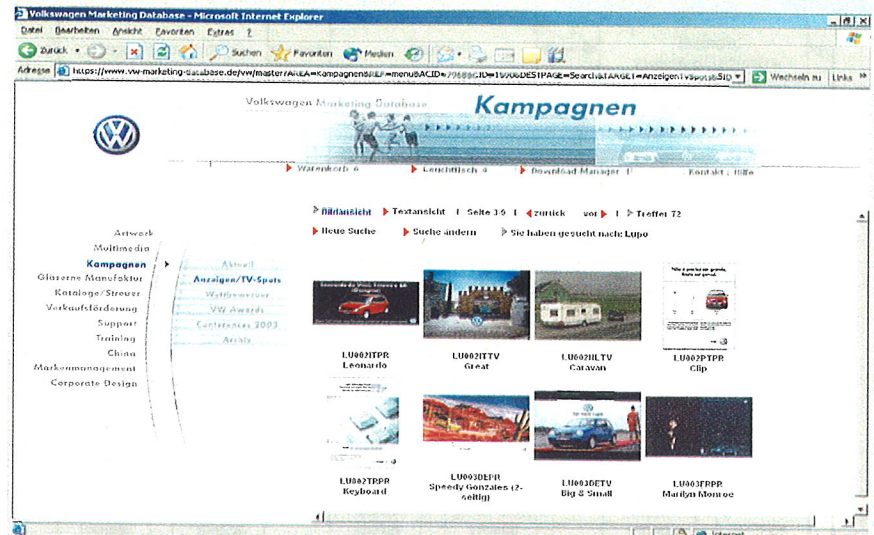 Volkswagen Marketing Database - Microsoft Internet Explorer
Datei Bearbeiten Ansicht Favoriten Extras ?
Zurück Suchen Favoriten Medien
Adresse Wechseln zu Links
Volkswagen Marketing Database Kampagnen
Warenkorb Leuchttisch Download-Manager Kontakt Hilfe
Bildansicht Textansicht [ Seite 3-9 [ zurück vor ] Treffer 72
Neue Suche Suche ändern Sie haben gesucht nach: Lupo
Artwork
Multimedia
Kampagnen
Gläserne Manufaktur
Kataloge/Streuer
Verkaufsförderung
Support
Training
China
Markenmanagement
Corporate Design
Aktuell
Anzeigen/TV-Spots
Wettbewerber
VW Awards
Conferences 2003
Archiv
LU002ITPR
Leonardo
LU002ITTV
Great
LU002NLTV
Caravan
LU002PTPR
Clip
LU002TRPR
Keyboard
LU003DEPR
Speedy Gonzales (2-
seitig)
LU003DETV
Big & Small
LU003FRPR
Marilyn Monroe
Internet